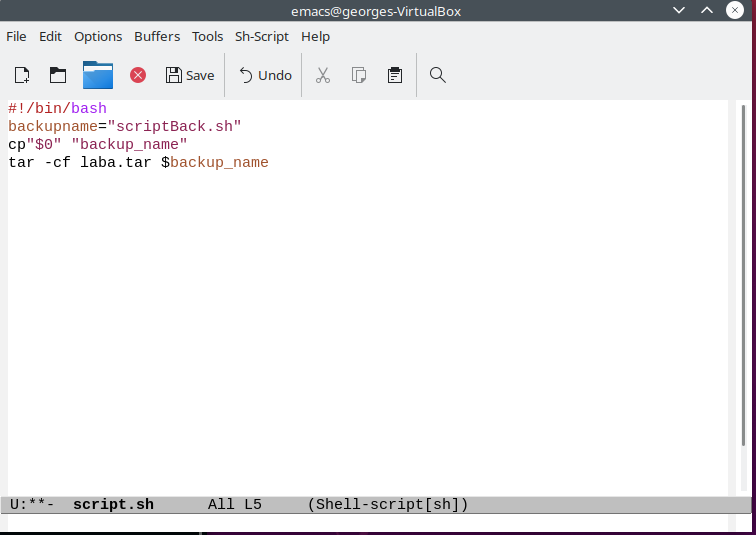 emacs@georges-VirtualBox
File Edit Options Buffers Tools Sh-Script Help
Save Undo
#!/bin/bash
backupname="scriptBack.sh"
cp"$0" "backup_name"
tar -cf laba.tar $backup_name
U:**- script.sh All L5 (Shell-script[sh])